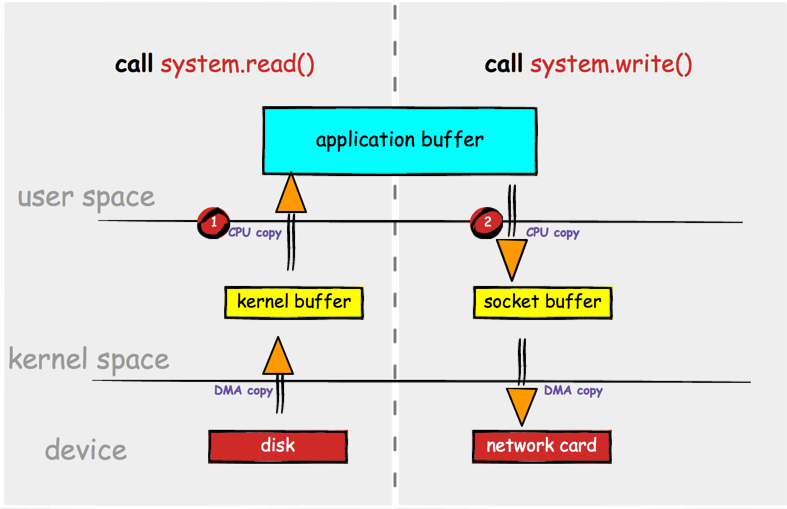 call system.read()
call system.write()
application buffer
user space
1
CPU copy
2
CPU copy
kernel buffer
socket buffer
kernel space
DMA copy
DMA copy
device
disk
network card